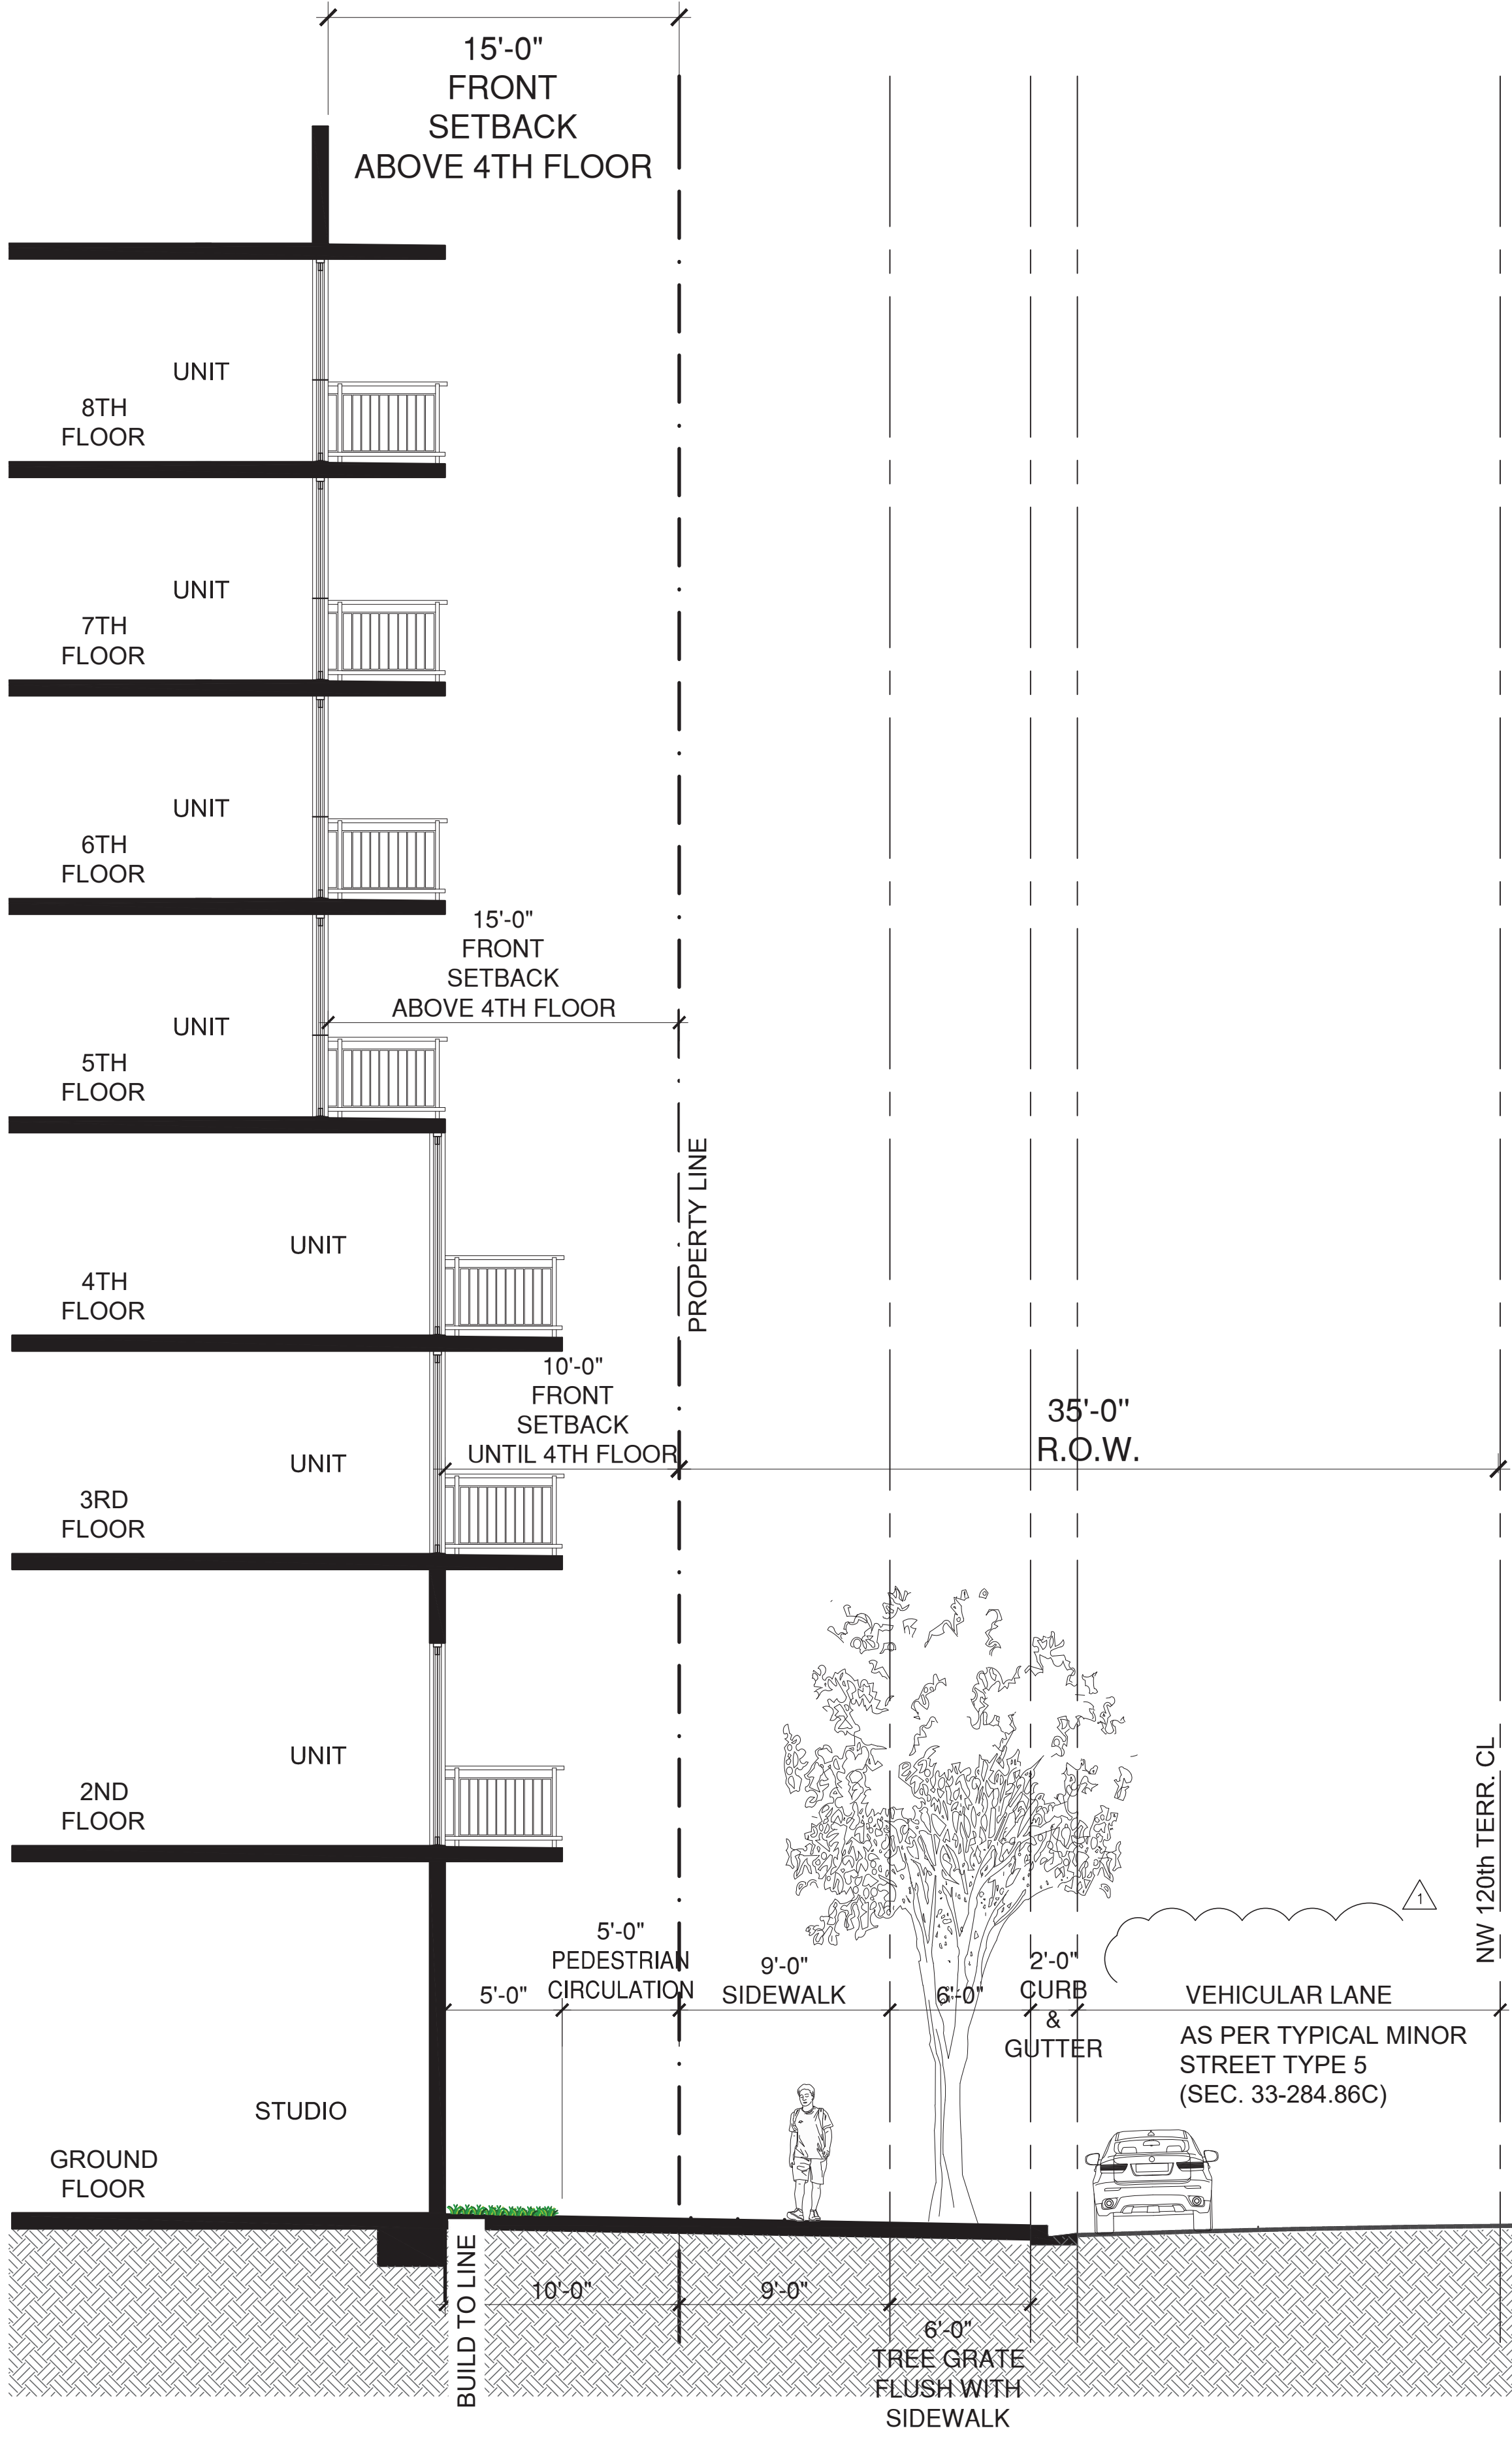 15'-0"
FRONT
SETBACK
ABOVE 4TH FLOOR
UNIT
8TH
FLOOR
UNIT
7TH
FLOOR
UNIT
6TH
FLOOR
15'-0"
FRONT
SETBACK
ABOVE 4TH FLOOR
UNIT
5TH
FLOOR
PROPERTY LINE
UNIT
4TH
FLOOR
10'-0"
FRONT
SETBACK
UNTIL 4TH FLOOR
35'-0"
R.O.W.
UNIT
3RD
FLOOR
UNIT
2ND
FLOOR
NW 120th TERR. CL
1
5'-0"
5'-0"
PEDESTRIAN
CIRCULATION
9'-0"
SIDEWALK
6'-0"
2'-0"
CURB
&
GUTTER
VEHICULAR LANE
AS PER TYPICAL MINOR
STREET TYPE 5
(SEC. 33-284.86C)
STUDIO
GROUND
FLOOR
BUILD TO LINE
10'-0"
9'-0"
6'-0"
TREE GRATE
FLUSH WITH
SIDEWALK